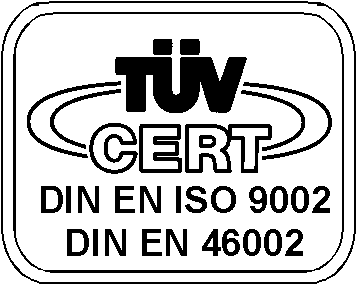 TÜV
CERT
DIN EN ISO 9002
DIN EN 46002